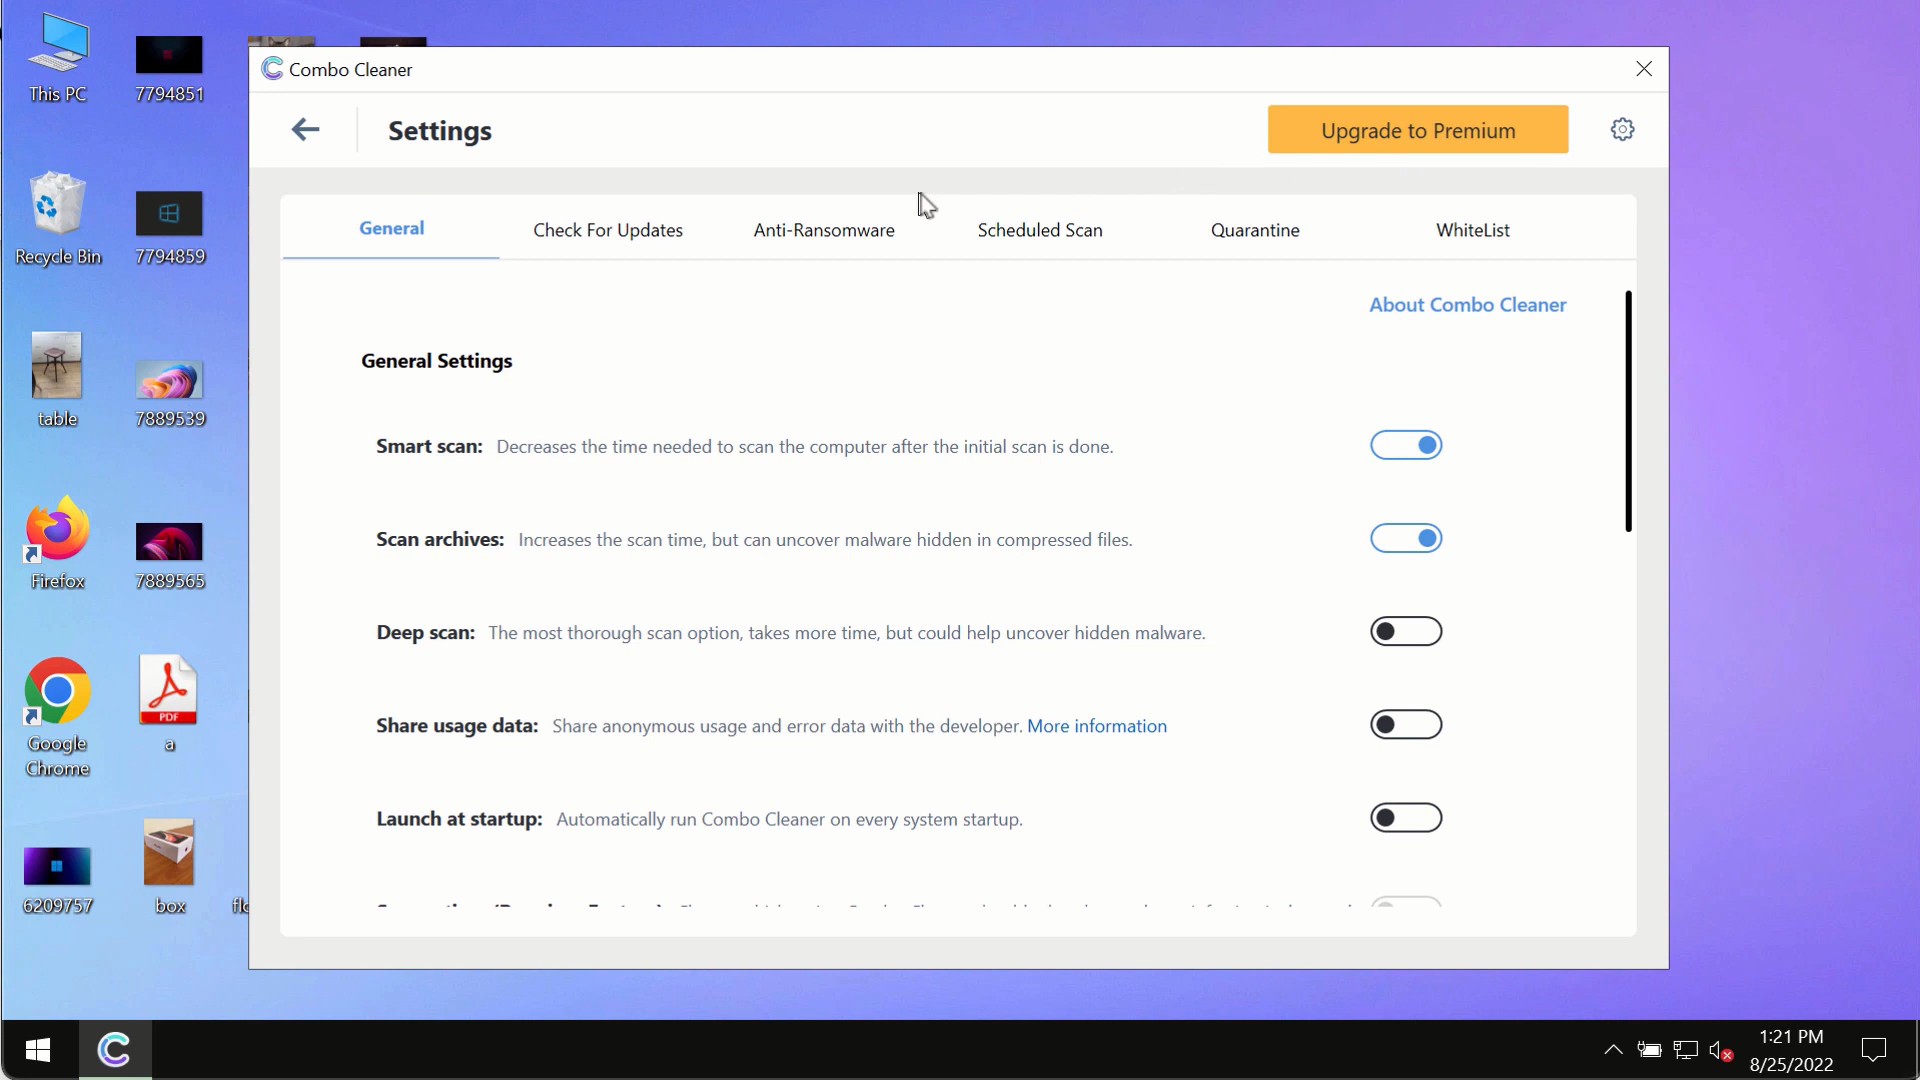 This PC
7794851
Recycle Bin
7794859
table
7889539
Firefox
7889565
Google
Chrome
PDF
a
6209757
box
Combo Cleaner
Settings
Upgrade to Premium
General
Check For Updates
Anti-Ransomware
Scheduled Scan
Quarantine
WhiteList
About Combo Cleaner
General Settings
Smart scan: Decreases the time needed to scan the computer after the initial scan is done.
Scan archives: Increases the scan time, but can uncover malware hidden in compressed files.
Deep scan: The most thorough scan option, takes more time, but could help uncover hidden malware.
Share usage data: Share anonymous usage and error data with the developer. More information
Launch at startup: Automatically run Combo Cleaner on every system startup.
1:21 PM
8/25/2022